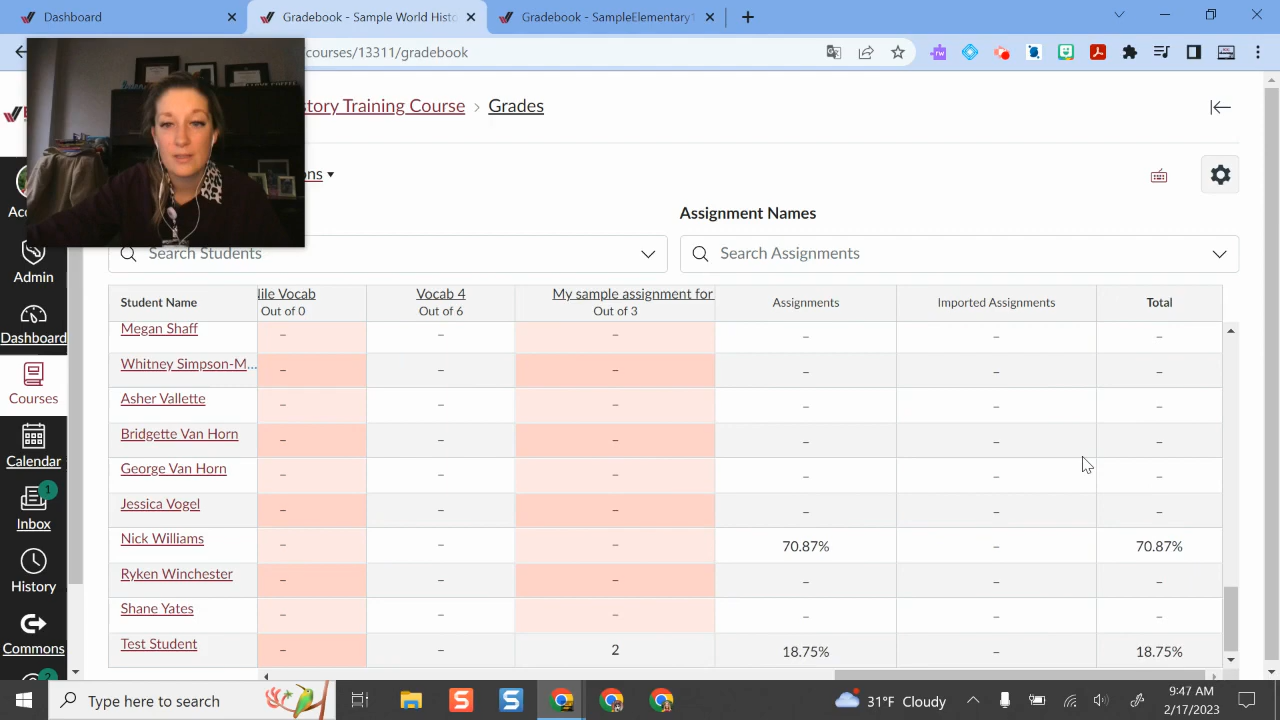 Dashboard
Gradebook - Sample World Histo
Gradebook - SampleElementary1
courses/13311/gradebook
story Training Course
Grades
ns
Assignment Names
Search Students
Search Assignments
Acc
Admin
Dashboard
Courses
Calendar
1
Inbox
History
Commons
2
Student Name
ile Vocab
Out of 0
Vocab 4
Out of 6
My sample assignment for
Out of 3
Assignments
Imported Assignments
Total
Megan Shaff – – – – – –
Whitney Simpson-M... – – – – – –
Asher Vallette – – – – – –
Bridgette Van Horn – – – – – –
George Van Horn – – – – – –
Jessica Vogel – – – – – –
Nick Williams – – – 70.87% – 70.87%
Ryken Winchester – – – – – –
Shane Yates – – – – – –
Test Student – – 2 18.75% – 18.75%
Type here to search
31°F Cloudy
9:47 AM
2/17/2023